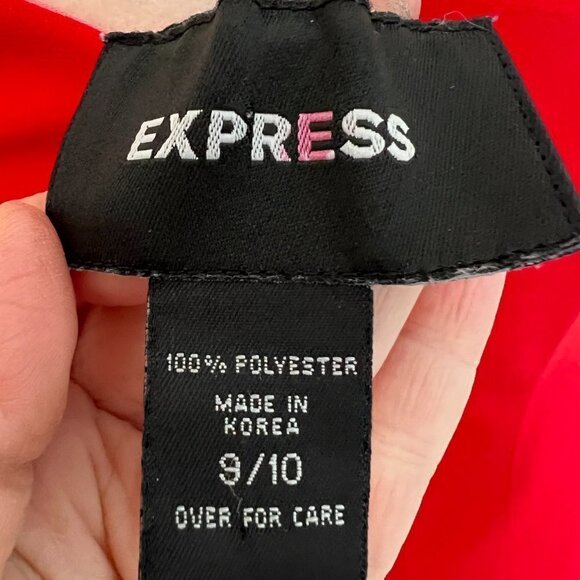 EXPRESS
100% POLYESTER
MADE IN
KOREA
9/10
OVER FOR CARE